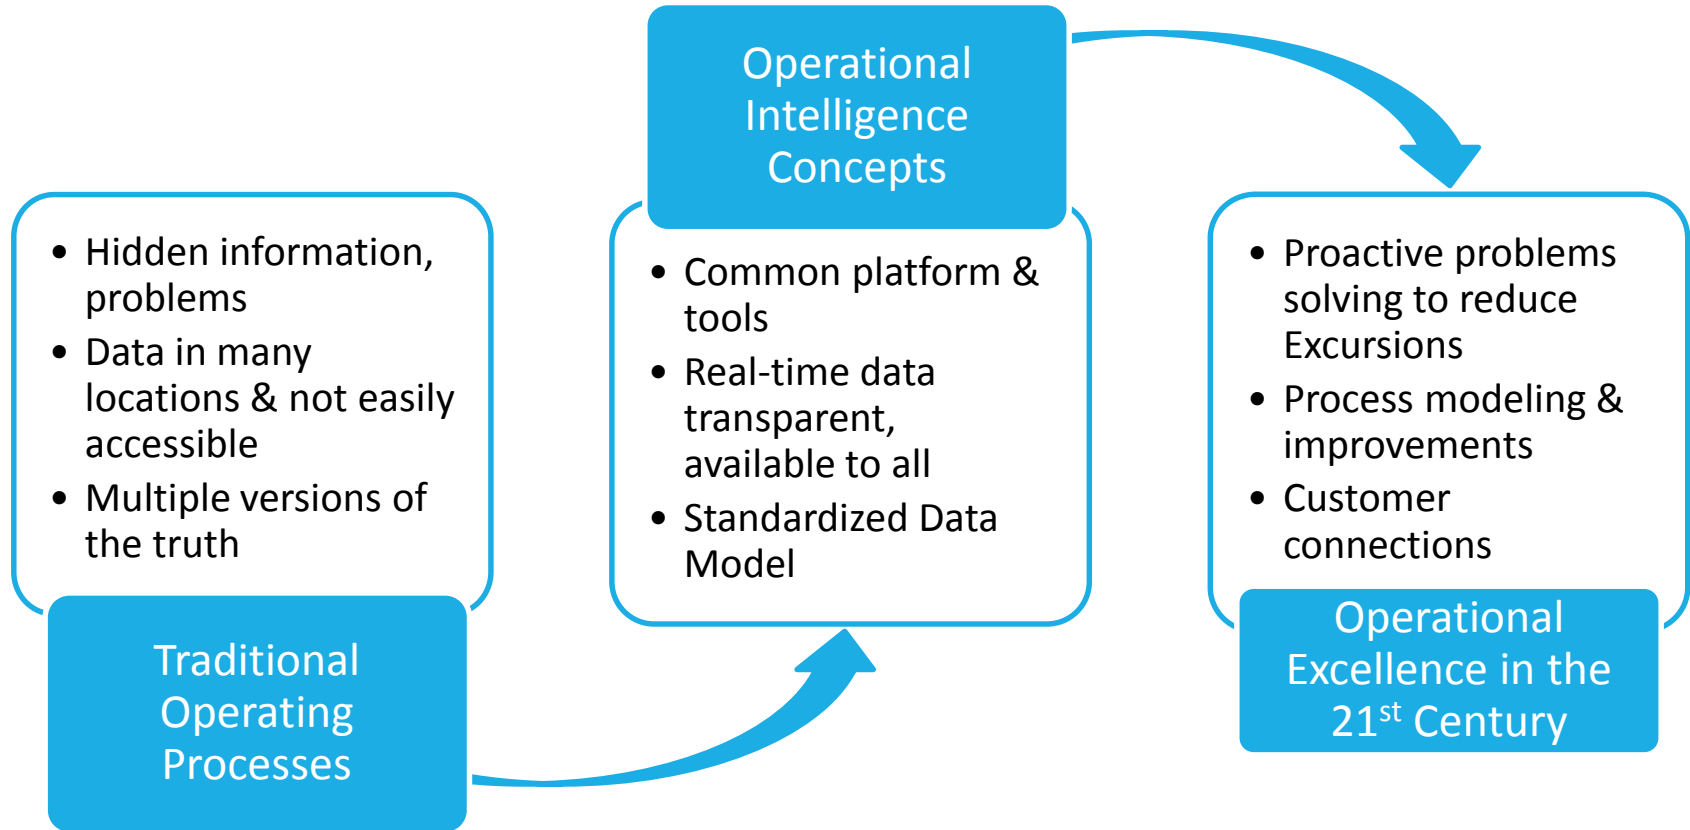 • Hidden information,
problems
• Data in many
locations & not easily
accessible
• Multiple versions of
the truth
Traditional
Operating
Processes
Operational
Intelligence
Concepts
• Common platform &
tools
• Real-time data
transparent,
available to all
• Standardized Data
Model
• Proactive problems
solving to reduce
Excursions
• Process modeling &
improvements
• Customer
connections
Operational
Excellence in the
21st Century